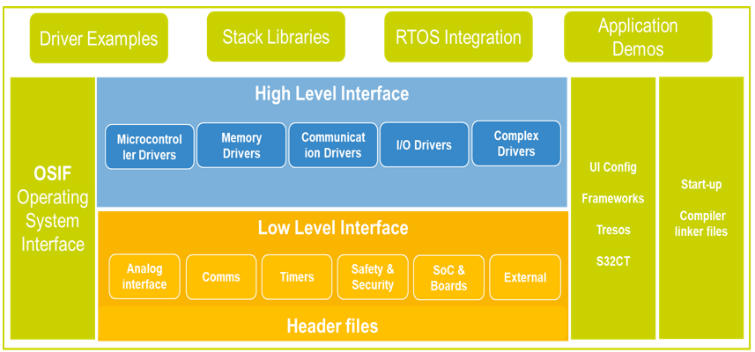 Driver Examples
Stack Libraries
RTOS Integration
Application
Demos
OSIF
Operating
System
Interface
High Level Interface
Microcontrol
ler Drivers
Memory
Drivers
Communicat
ion Drivers
I/O Drivers
Complex
Drivers
Low Level Interface
Analog
interface
Comms
Timers
Safety &
Security
SoC &
Boards
External
Header files
UI Config
Frameworks
Tresos
S32CT
Start-up
Compiler
linker files